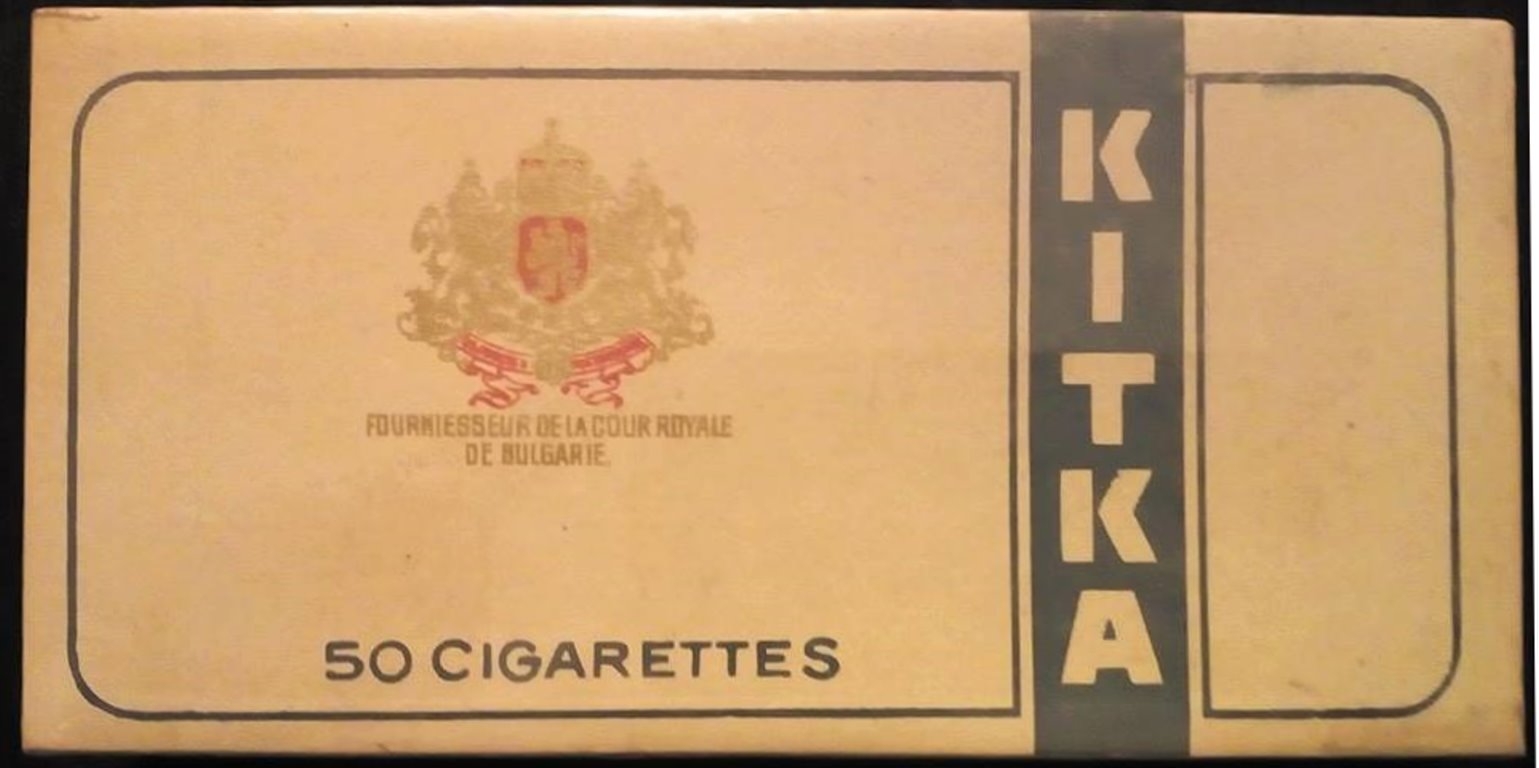 FOURNIESSEUR DE LA COUR ROYALE
DE BULGARIE.
50 CIGARETTES
KITKA